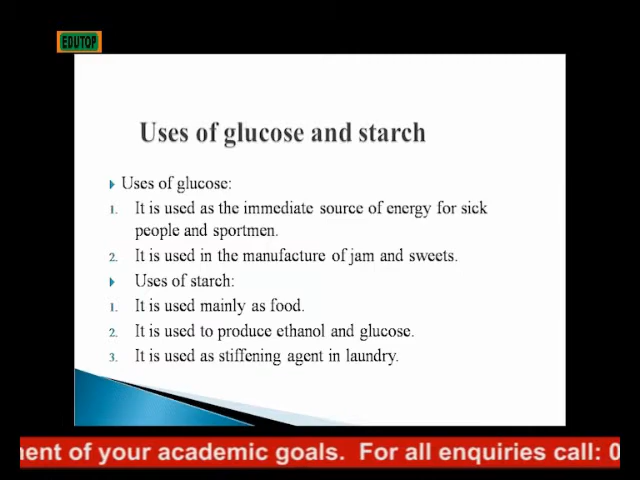 EDUTOP
Uses of glucose and starch
Uses of glucose:
1. It is used as the immediate source of energy for sick
people and sportmen.
2. It is used in the manufacture of jam and sweets.
Uses of starch:
1. It is used mainly as food.
2. It is used to produce ethanol and glucose.
3. It is used as stiffening agent in laundry.
of your academic goals. For all enquiries call: 0